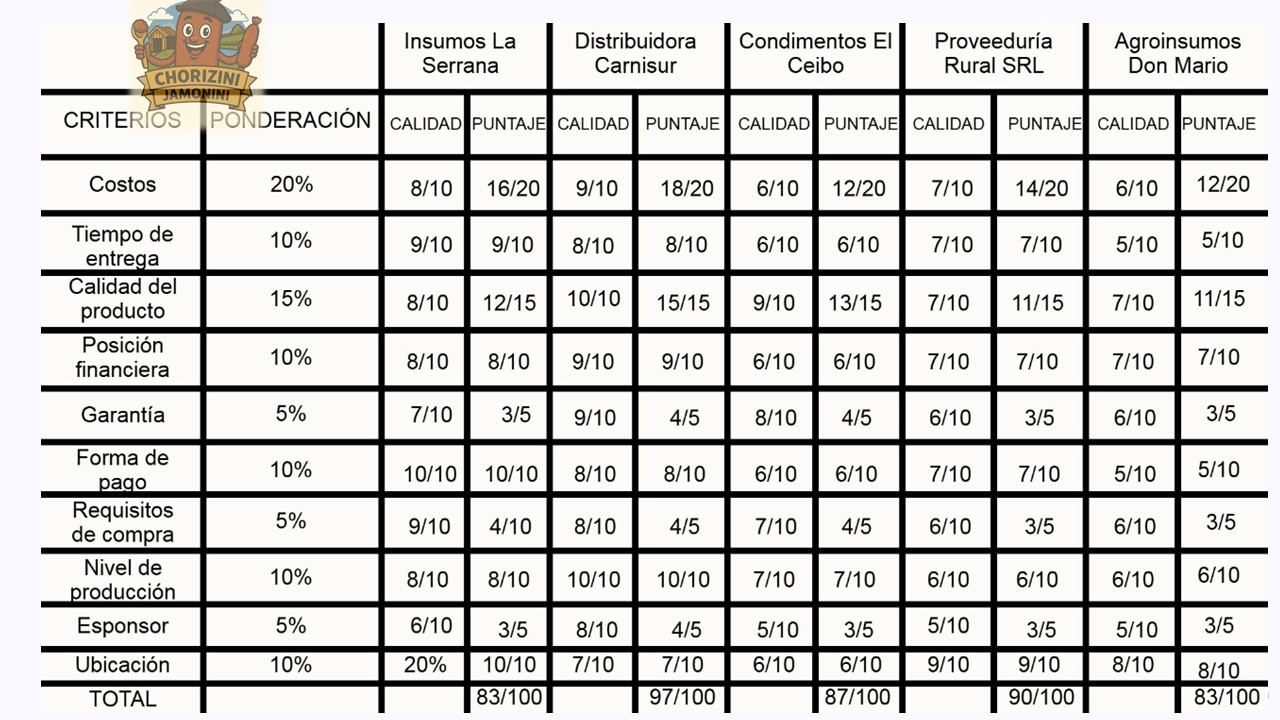 CHORIZINI
JAMONINI
Insumos La Serrana Distribuidora Carnisur Condimentos El Ceibo Proveeduría Rural SRL Agroinsumos Don Mario
CRITERIOS PONDERACIÓN CALIDAD PUNTAJE CALIDAD PUNTAJE CALIDAD PUNTAJE CALIDAD PUNTAJE CALIDAD PUNTAJE
Costos 20% 8/10 16/20 9/10 18/20 6/10 12/20 7/10 14/20 6/10 12/20
Tiempo de entrega 10% 9/10 9/10 8/10 8/10 6/10 6/10 7/10 7/10 5/10 5/10
Calidad del producto 15% 8/10 12/15 10/10 15/15 9/10 13/15 7/10 11/15 7/10 11/15
Posición financiera 10% 8/10 8/10 9/10 9/10 6/10 6/10 7/10 7/10 7/10 7/10
Garantía 5% 7/10 3/5 9/10 4/5 8/10 4/5 6/10 3/5 6/10 3/5
Forma de pago 10% 10/10 10/10 8/10 8/10 6/10 6/10 7/10 7/10 5/10 5/10
Requisitos de compra 5% 9/10 4/10 8/10 4/5 7/10 4/5 6/10 3/5 6/10 3/5
Nivel de producción 10% 8/10 8/10 10/10 10/10 7/10 7/10 6/10 6/10 6/10 6/10
Esponsor 5% 6/10 3/5 8/10 4/5 5/10 3/5 5/10 3/5 5/10 3/5
Ubicación 10% 20% 10/10 7/10 7/10 6/10 6/10 9/10 9/10 8/10 8/10
TOTAL 83/100 97/100 87/100 90/100 83/100